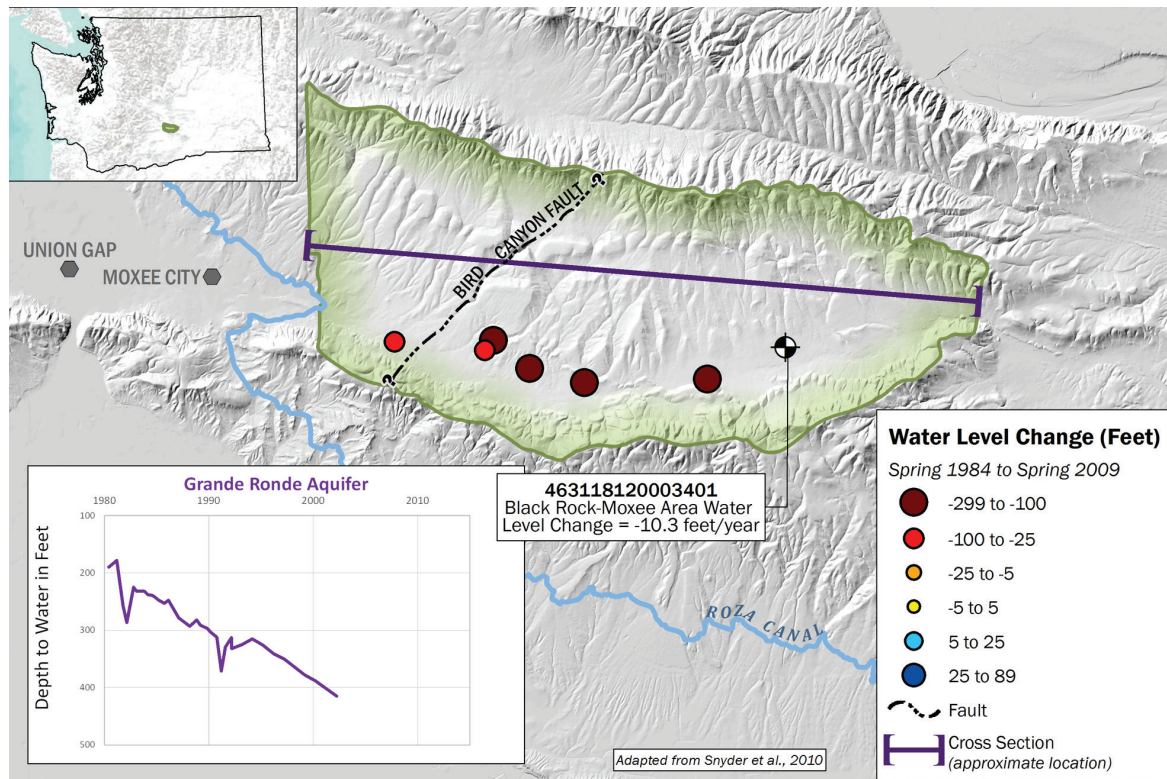 UNION GAP
MOXEE CITY
BIRD CANYON FAULT
?
?
463118120003401
Black Rock-Moxee Area Water
Level Change = -10.3 feet/year
ROZA CANAL
Grande Ronde Aquifer
1980 1990 2000 2010
Depth to Water in Feet
100
200
300
400
500
Adapted from Snyder et al., 2010
Water Level Change (Feet)
Spring 1984 to Spring 2009
-299 to -100
-100 to -25
-25 to -5
-5 to 5
5 to 25
25 to 89
Fault
Cross Section
(approximate location)